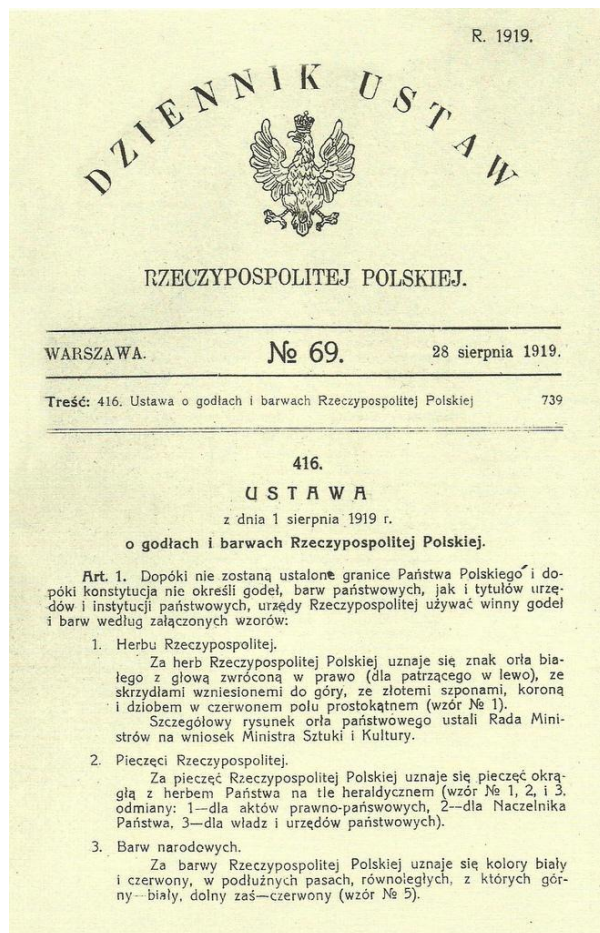 R. 1919.
DZIENNIK USTAW
RZECZYPOSPOLITEJ POLSKIEJ.
WARSZAWA. № 69. 28 sierpnia 1919.
Treść: 416. Ustawa o godłach i barwach Rzeczypospolitej Polskiej 739
416.
USTAWA
z dnia 1 sierpnia 1919 r.
o godłach i barwach Rzeczypospolitej Polskiej.
Art. 1. Dopóki nie zostaną ustalone granice Państwa Polskiego i do-
póki konstytucja nie określi godeł, barw państwowych, jak i tytułów urzę-
dów i instytucji państwowych, urzędy Rzeczypospolitej używać winny godeł
i barw według załączonych wzorów:
1. Herbu Rzeczypospolitej.
Za herb Rzeczypospolitej Polskiej uznaje się znak orła bia-
łego z głową zwróconą w prawo (dla patrzącego w lewo), ze
skrzydłami wzniesionemi do góry, ze złotemi szponami, koroną
i dziobem w czerwonem polu prostokątnem (wzór № 1).
Szczegółowy rysunek orła państwowego ustali Rada Mini-
strów na wniosek Ministra Sztuki i Kultury.
2. Pieczęci Rzeczypospolitej.
Za pieczęć Rzeczypospolitej Polskiej uznaje się pieczęć okrą-
głą z herbem Państwa na tle heraldycznem (wzór № 1, 2, i 3.
odmiany: 1—dla aktów prawno-pańswowych, 2—dla Naczelnika
Państwa, 3—dla władz i urzędów państwowych).
3. Barw narodowych.
Za barwy Rzeczypospolitej Polskiej uznaje się kolory biały
i czerwony, w podłużnych pasach, równoległych, z których gór-
ny—biały, dolny zaś—czerwony (wzór № 5).